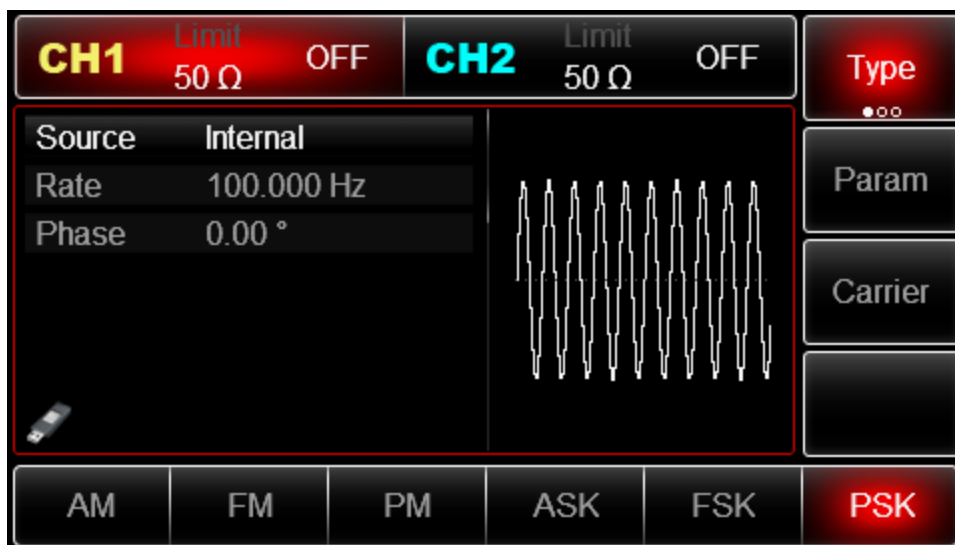 CH1 Limit 50 Ω OFF CH2 Limit 50 Ω OFF
Type
Source Internal
Rate 100.000 Hz
Phase 0.00 °
Param
Carrier
AM FM PM ASK FSK PSK